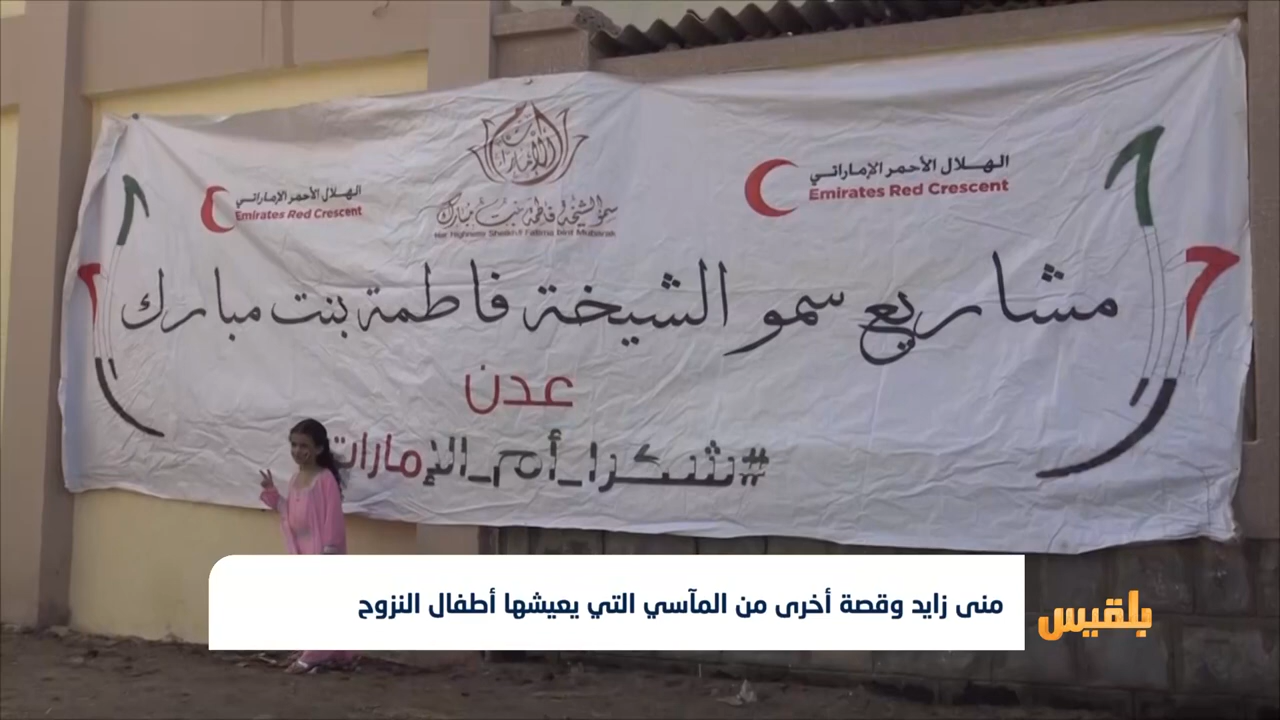 الهلال الأحمر الإماراتي
Emirates Red Crescent
الهلال الأحمر الإماراتي
Emirates Red Crescent
سمو الشيخة فاطمة بنت مبارك
Her Highness Sheikha Fatima bint Mubarak
مشاريع سمو الشيخة فاطمة بنت مبارك
عدن
#شكرا_أم_الإمارات
منى زايد وقصة أخرى من المآسي التي يعيشها أطفال النزوح
بلقيس